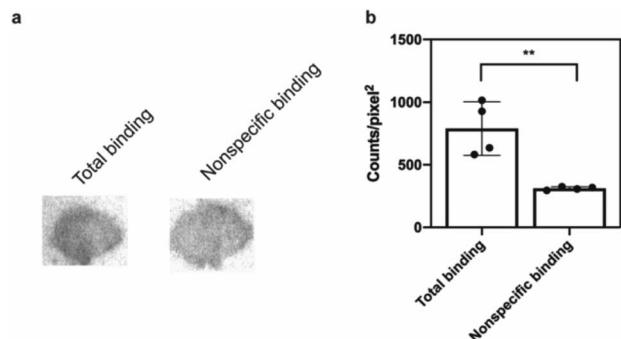 a
Total binding
Nonspecific binding
b
Counts/pixel²
1500
1000
500
0
**
Total binding
Nonspecific binding